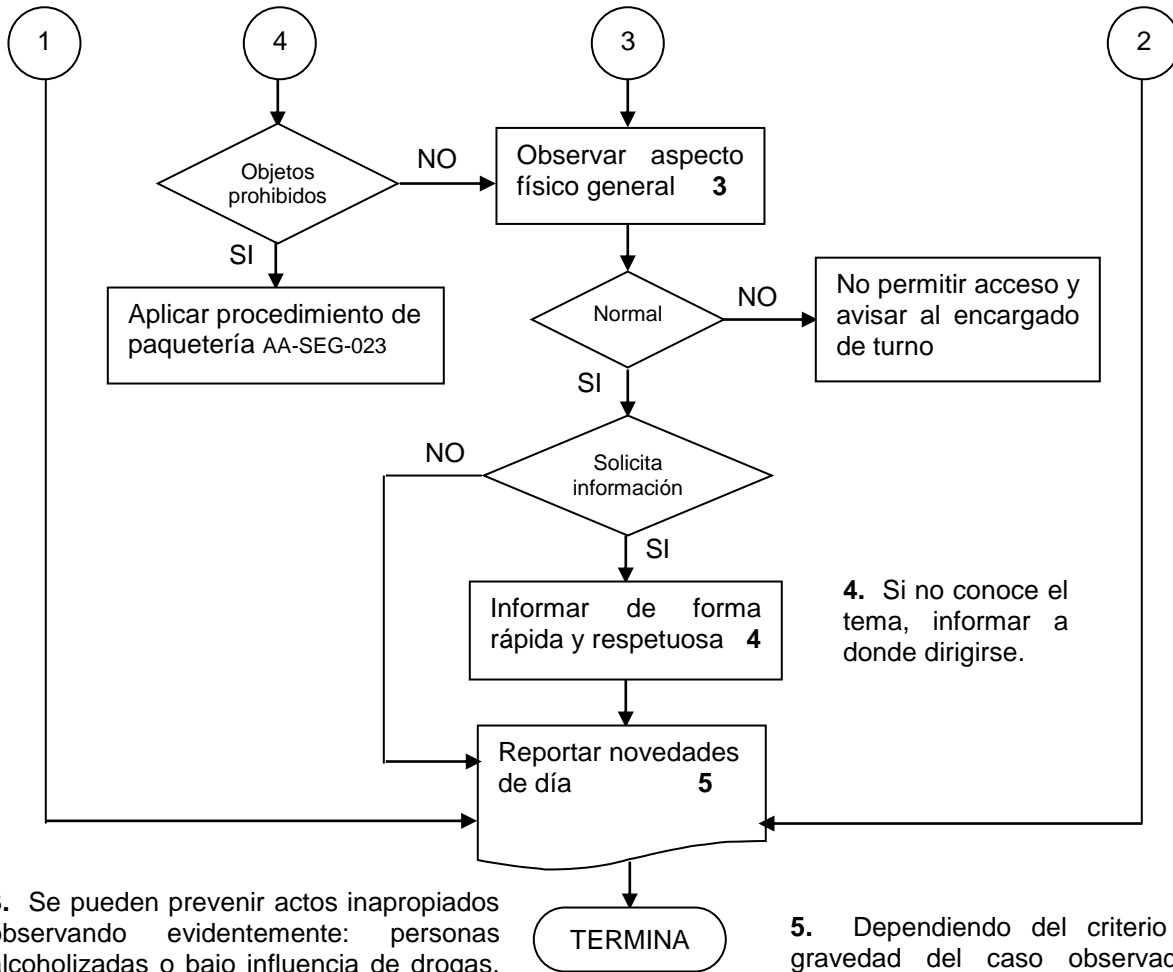 1
4
3
2
Objetos
prohibidos
NO
Observar aspecto
físico general 3
SI
Aplicar procedimiento de
paquetería AA-SEG-023
Normal
NO
No permitir acceso y
avisar al encargado
de turno
SI
Solicita
información
NO
SI
Informar de forma
rápida y respetuosa 4
4. Si no conoce el
tema, informar a
donde dirigirse.
Reportar novedades
de día 5
TERMINA
3. Se pueden prevenir actos inapropiados
observando evidentemente: personas
alcoholizadas o bajo influencia de drogas.
5. Dependiendo del criterio
gravedad del caso